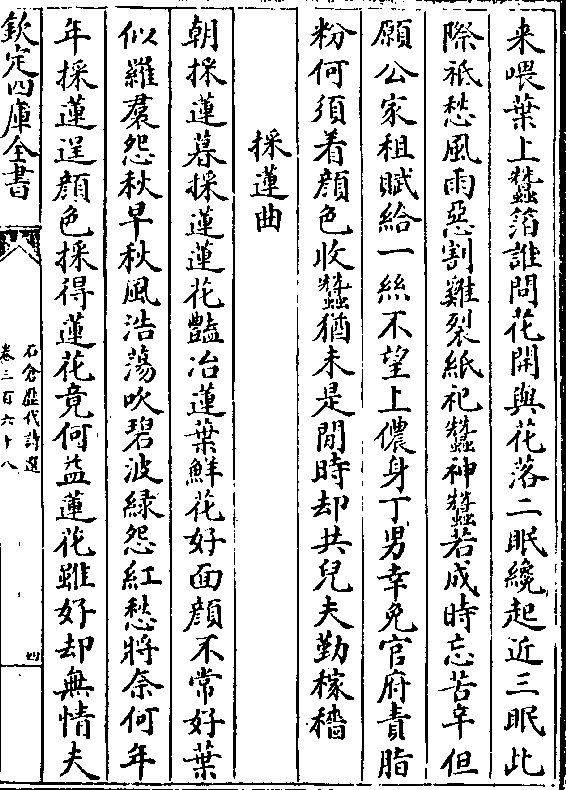 来喂葉上蠶箔誰問花開與花落二眠纔起近三眠此
際祇愁風雨惡割雞裂紙祀蠶神蠶若成時忘苦辛但
願公家租賦給一絲不望上儂身丁男幸免官府責脂
粉何須着顔色收蠶猶未是閒時却共兒夫勤稼穡
採蓮曲
朝採蓮暮採蓮蓮花豔冶蓮葉鮮花好面顔不常好葉
似羅裠怨秋早秋風浩蕩吹碧波綠怨紅愁將奈何年
年採蓮逞顔色採得蓮花竟何益蓮花雖好却無情夫
欽定四庫全書
石倉歴代詩選
卷三百六十八
四